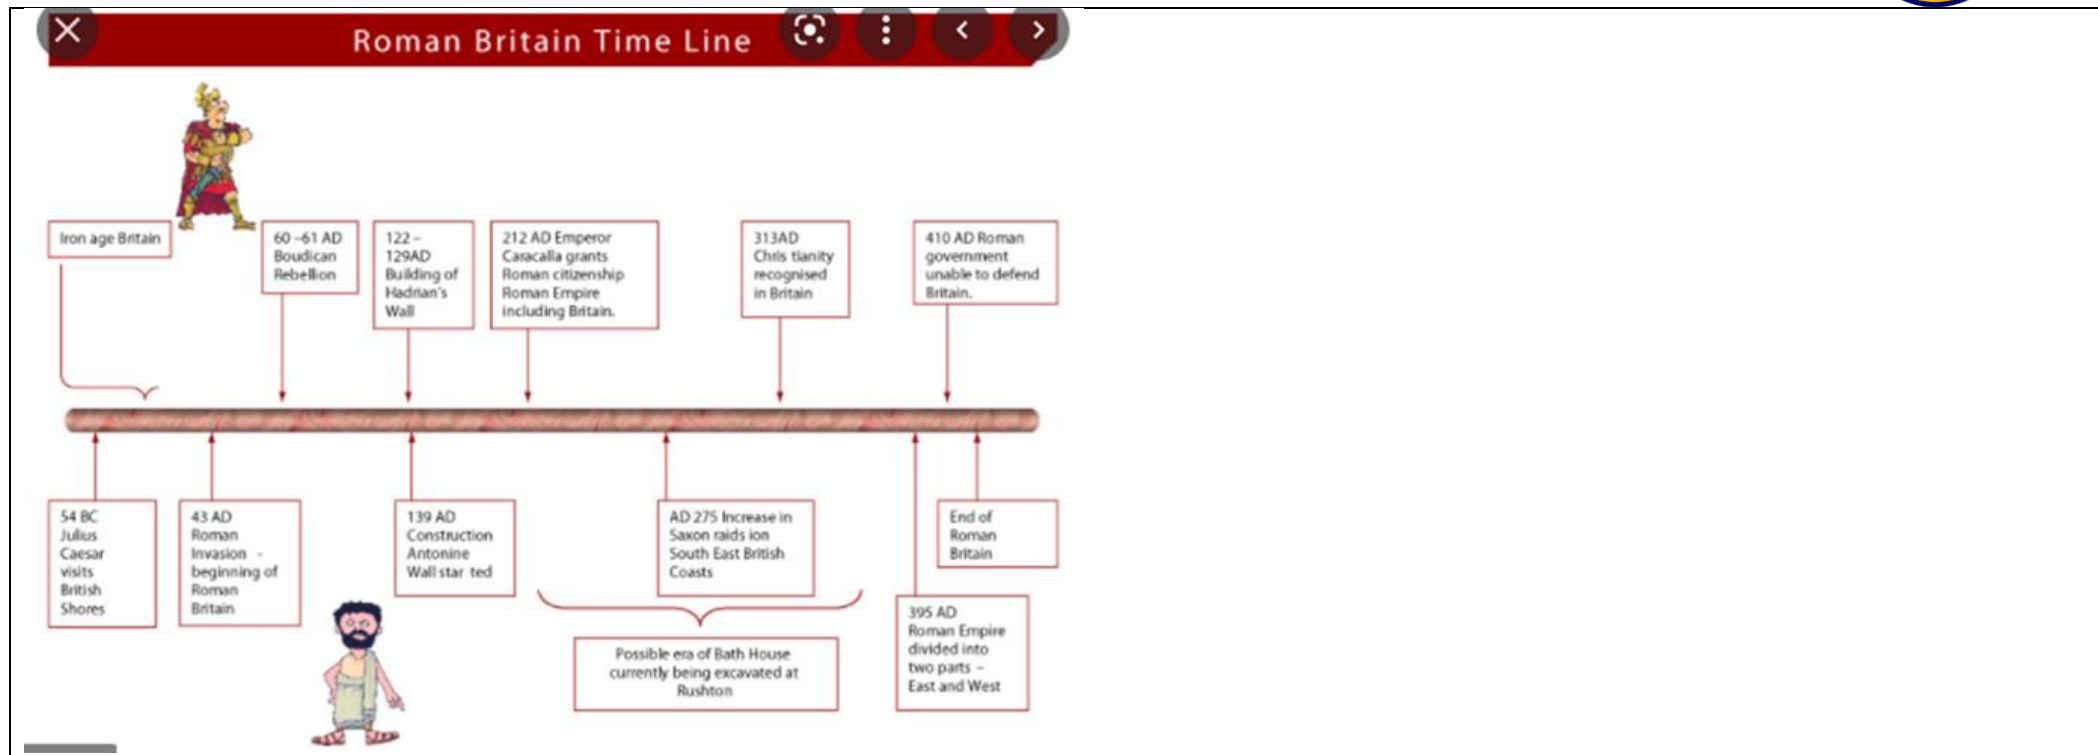 Roman Britain Time Line
Iron age Britain
60 –61 AD
Boudican
Rebellion
122 –
129AD
Building of
Hadrian's
Wall
212 AD Emperor
Caracalla grants
Roman citizenship
Roman Empire
including Britain.
313AD
Chris tianity
recognised
in Britain
410 AD Roman
government
unable to defend
Britain.
54 BC
Julius
Caesar
visits
British
Shores
43 AD
Roman
Invasion -
beginning of
Roman
Britain
139 AD
Construction
Antonine
Wall star ted
AD 275 Increase in
Saxon raids ion
South East British
Coasts
End of
Roman
Britain
Possible era of Bath House
currently being excavated at
Rushton
395 AD
Roman Empire
divided into
two parts –
East and West